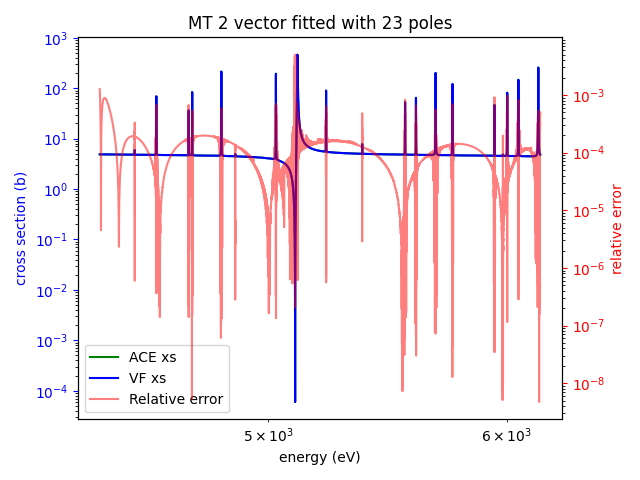 MT 2 vector fitted with 23 poles
10³
10²
10¹
10⁰
10⁻¹
10⁻²
10⁻³
10⁻⁴
cross section (b)
10⁻³
10⁻⁴
10⁻⁵
10⁻⁶
10⁻⁷
10⁻⁸
relative error
ACE xs
VF xs
Relative error
5 × 10³
6 × 10³
energy (eV)